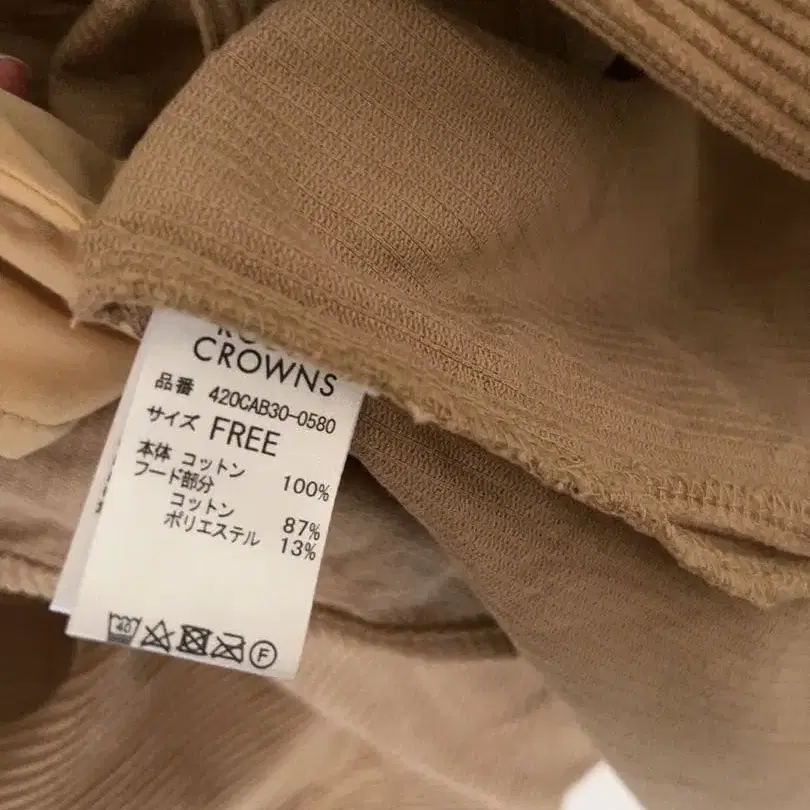 CROWNS
品番 420CAB30-0580
サイズ FREE
本体 コットン 100%
フード部分
コットン 87%
ポリエステル 13%
40
F